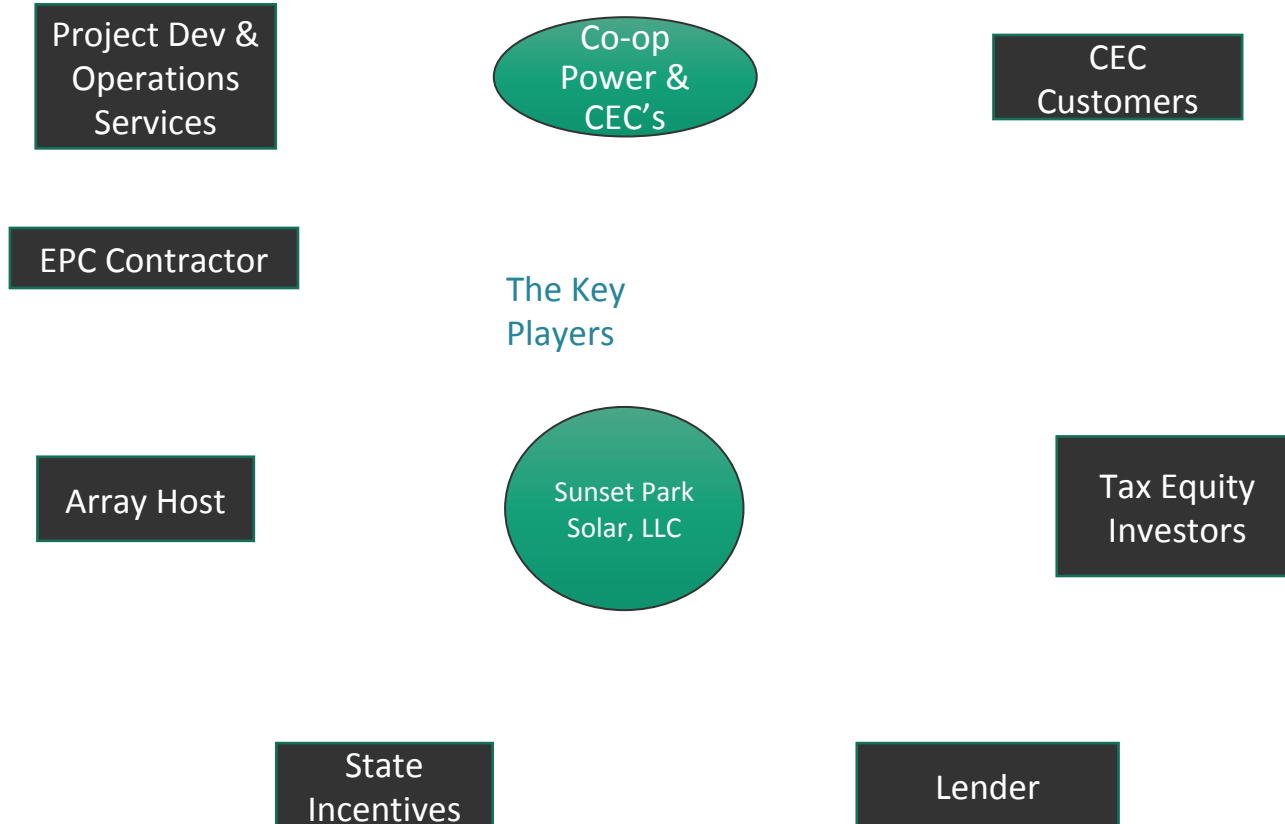 Project Dev &
Operations
Services
Co-op
Power &
CEC’s
CEC
Customers
EPC Contractor
The Key
Players
Array Host
Sunset Park
Solar, LLC
Tax Equity
Investors
State
Incentives
Lender